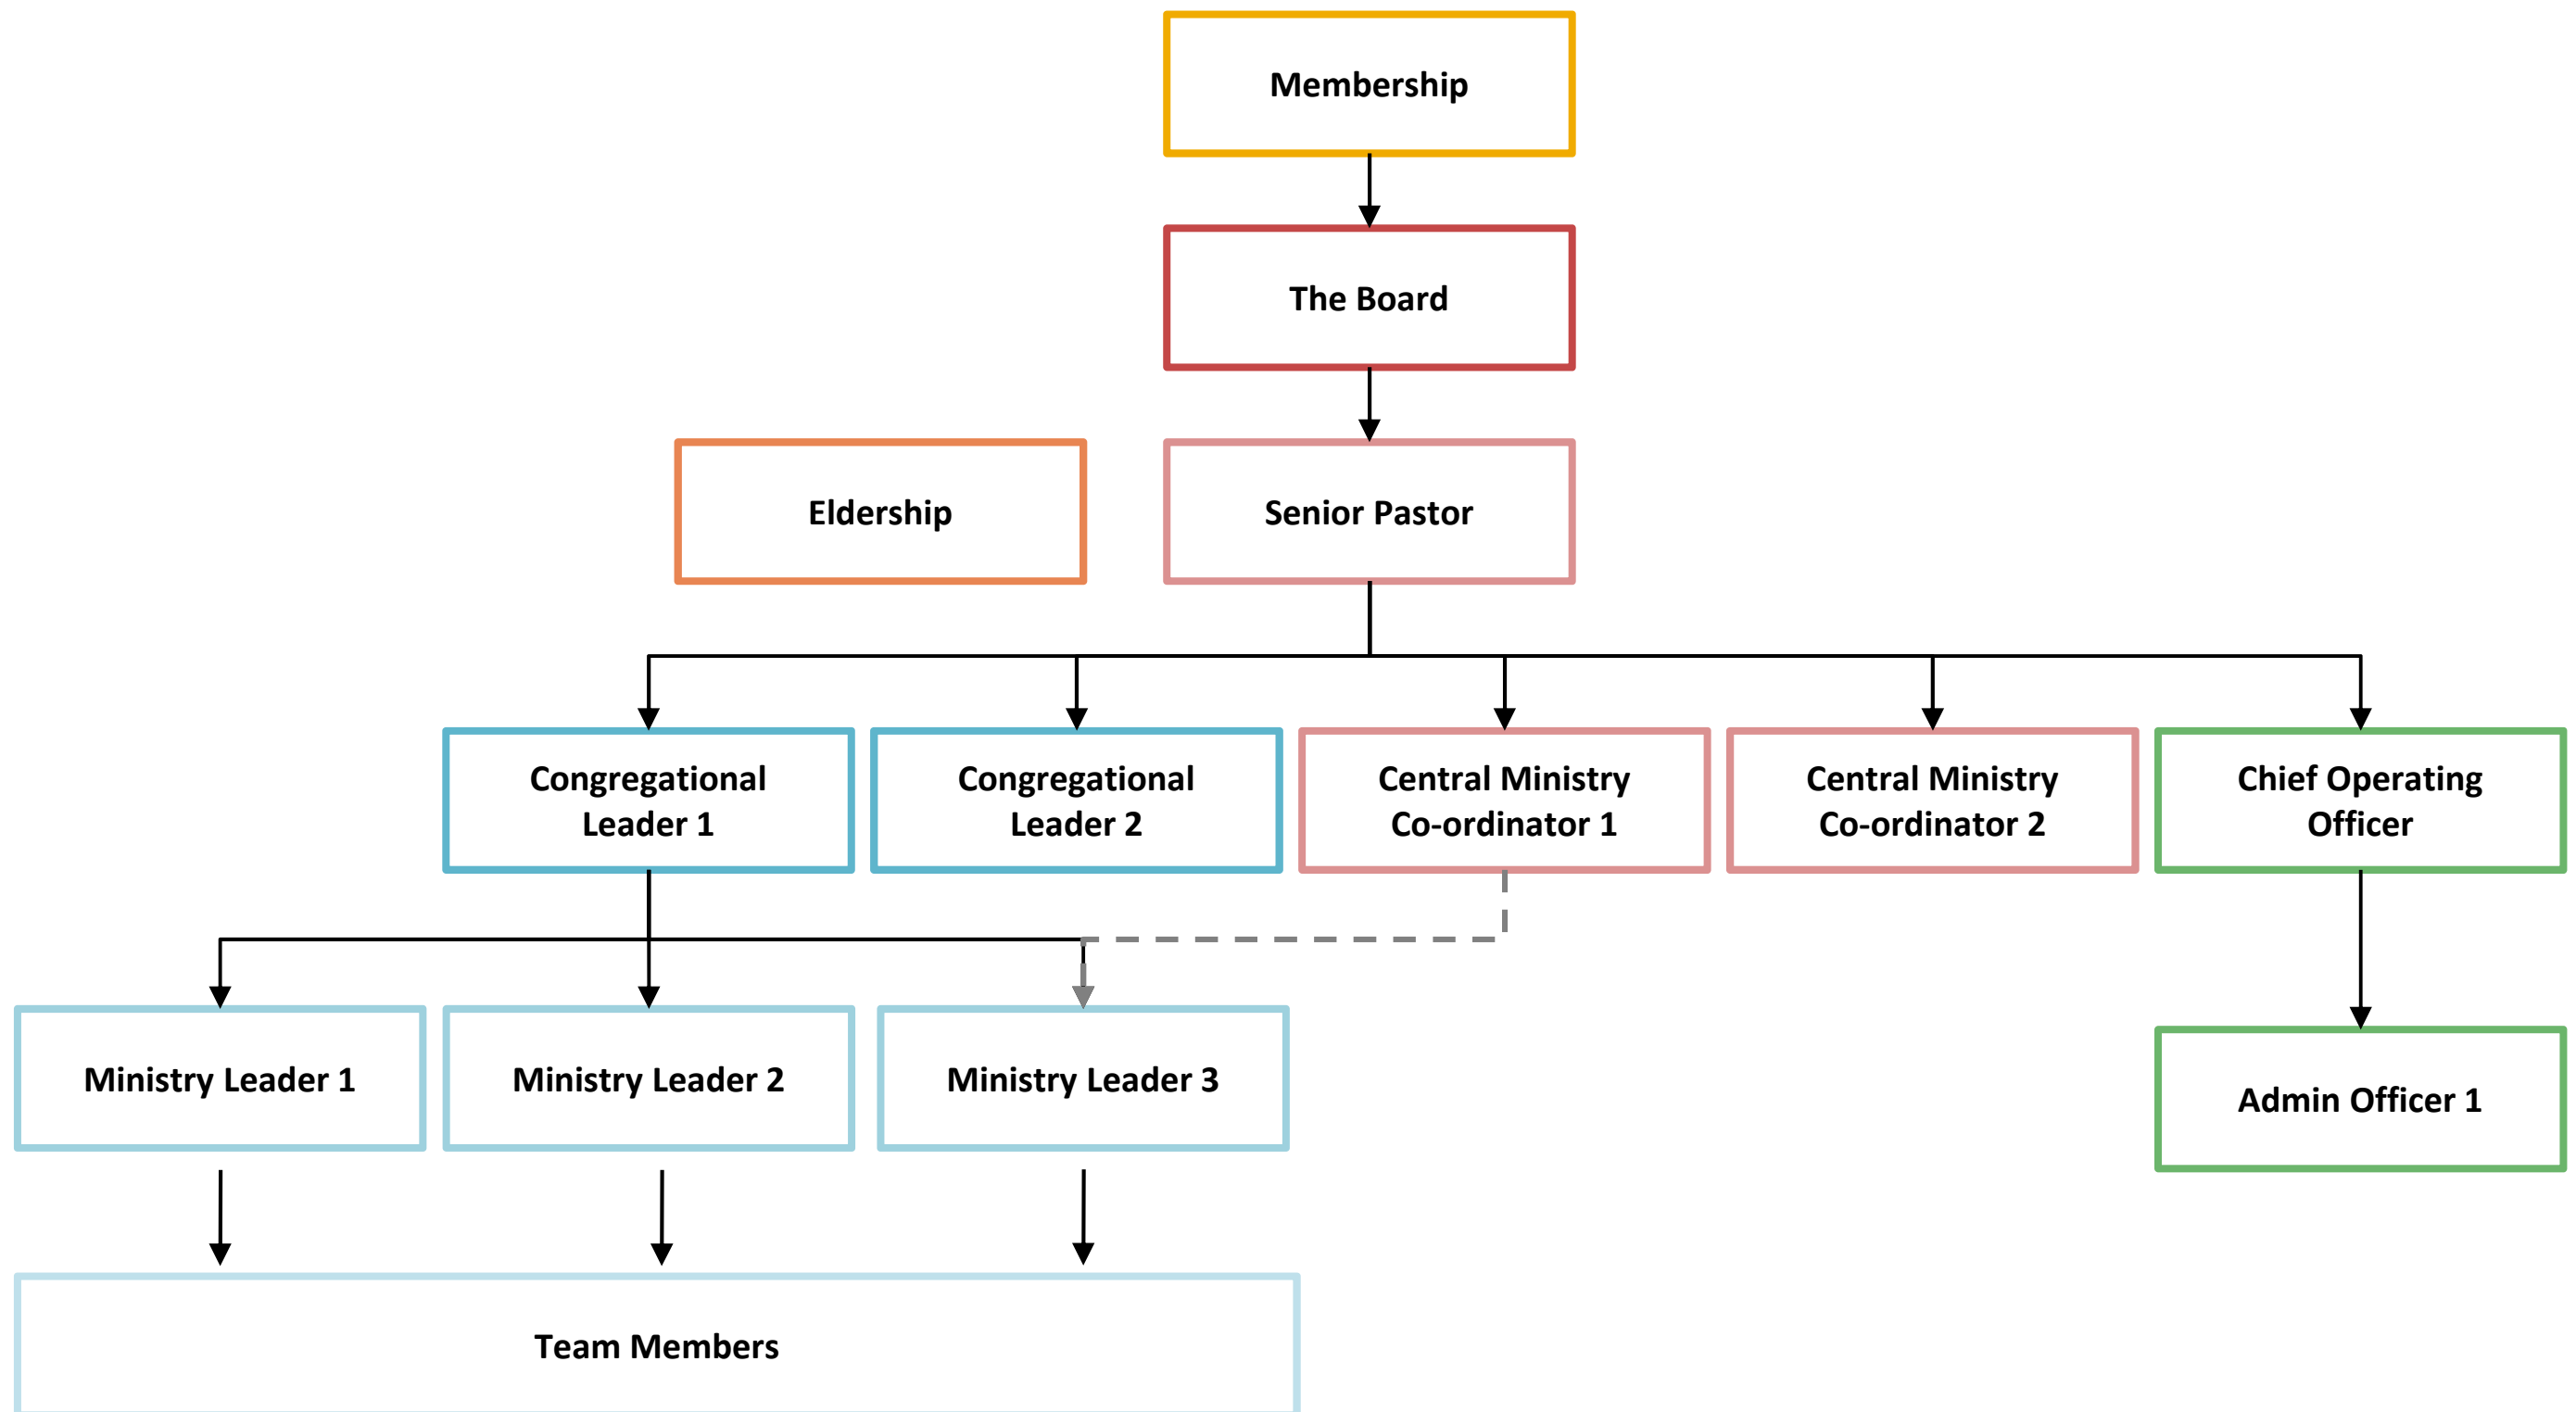 Membership
The Board
Eldership
Senior Pastor
Congregational
Leader 1
Congregational
Leader 2
Central Ministry
Co-ordinator 1
Central Ministry
Co-ordinator 2
Chief Operating
Officer
Ministry Leader 1
Ministry Leader 2
Ministry Leader 3
Admin Officer 1
Team Members